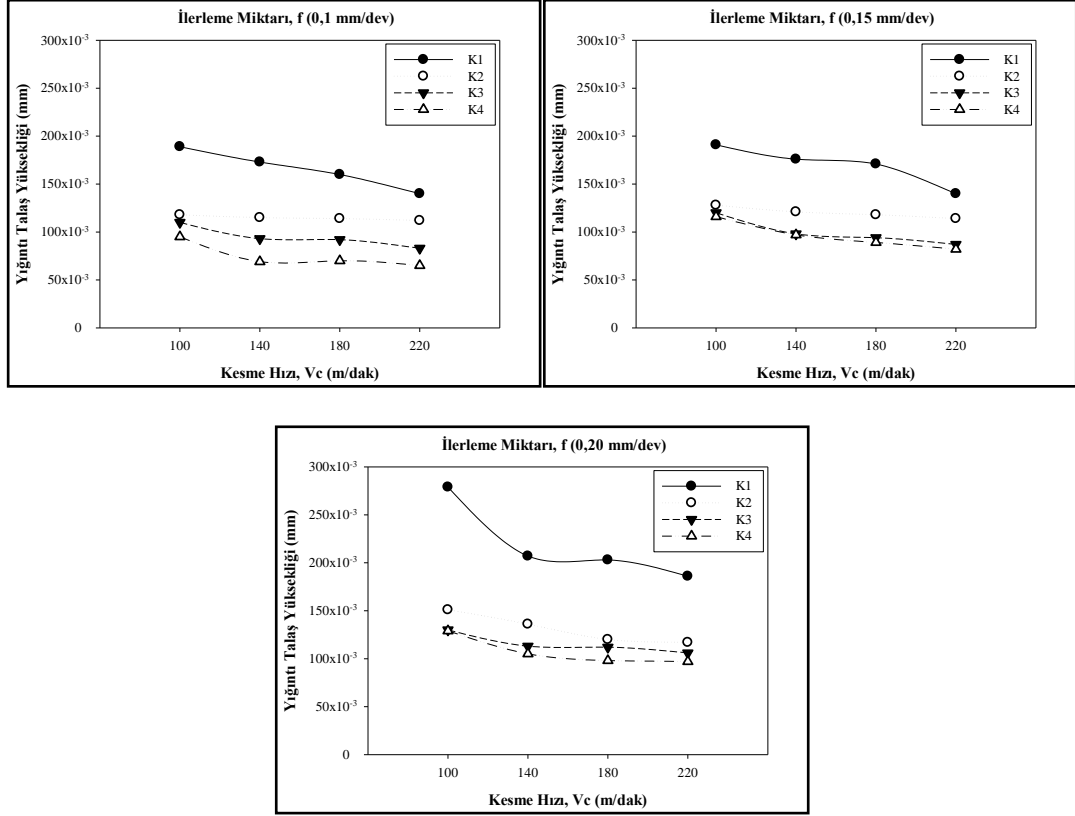 İlerleme Miktarı, f (0,1 mm/dev)
Yığıntı Talaş Yüksekliği (mm)
300x10⁻³
250x10⁻³
200x10⁻³
150x10⁻³
100x10⁻³
50x10⁻³
0
K1
K2
K3
K4
100 140 180 220
Kesme Hızı, Vc (m/dak)
İlerleme Miktarı, f (0,15 mm/dev)
Yığıntı Talaş Yüksekliği (mm)
300x10⁻³
250x10⁻³
200x10⁻³
150x10⁻³
100x10⁻³
50x10⁻³
0
K1
K2
K3
K4
100 140 180 220
Kesme Hızı, Vc (m/dak)
İlerleme Miktarı, f (0,20 mm/dev)
Yığıntı Talaş Yüksekliği (mm)
300x10⁻³
250x10⁻³
200x10⁻³
150x10⁻³
100x10⁻³
50x10⁻³
0
K1
K2
K3
K4
100 140 180 220
Kesme Hızı, Vc (m/dak)